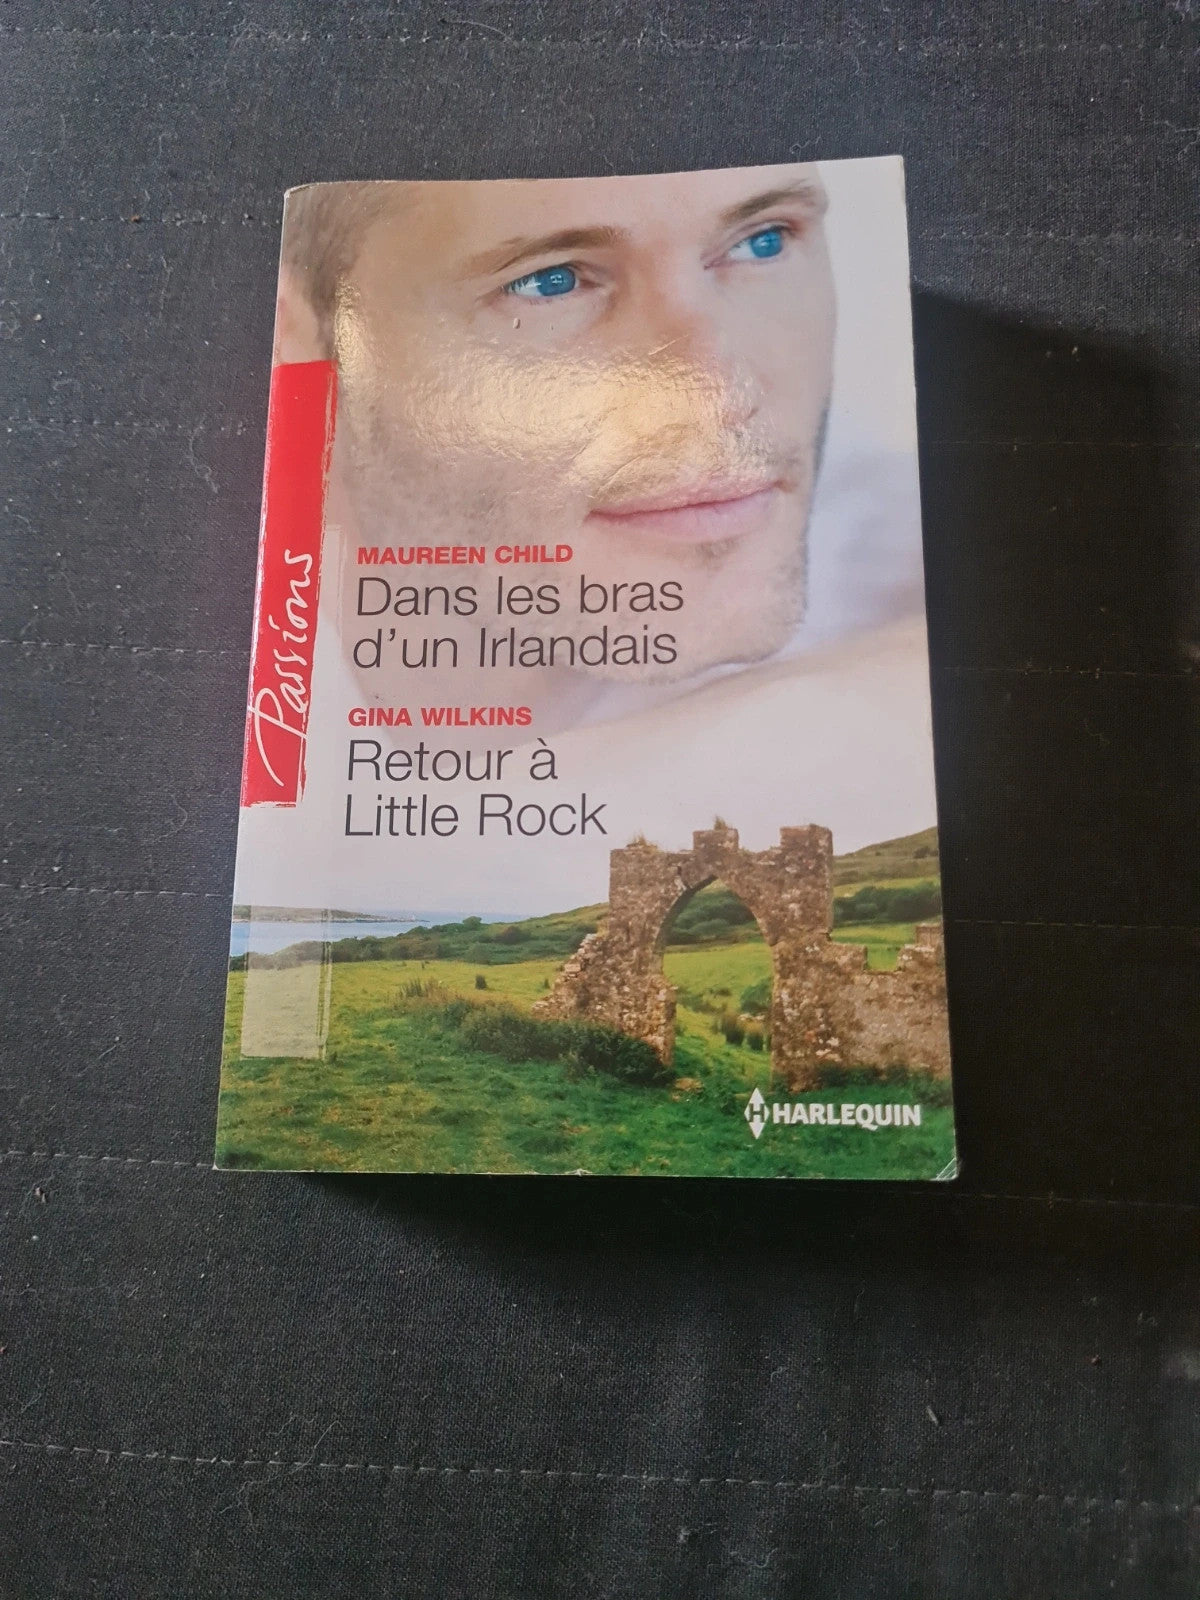 Passions
MAUREEN CHILD
Dans les bras
d'un Irlandais
GINA WILKINS
Retour à
Little Rock
H HARLEQUIN